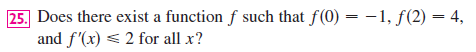 25. Does there exist a function f such that f(0) = −1, f(2) = 4,
and f′(x) ≤ 2 for all x?